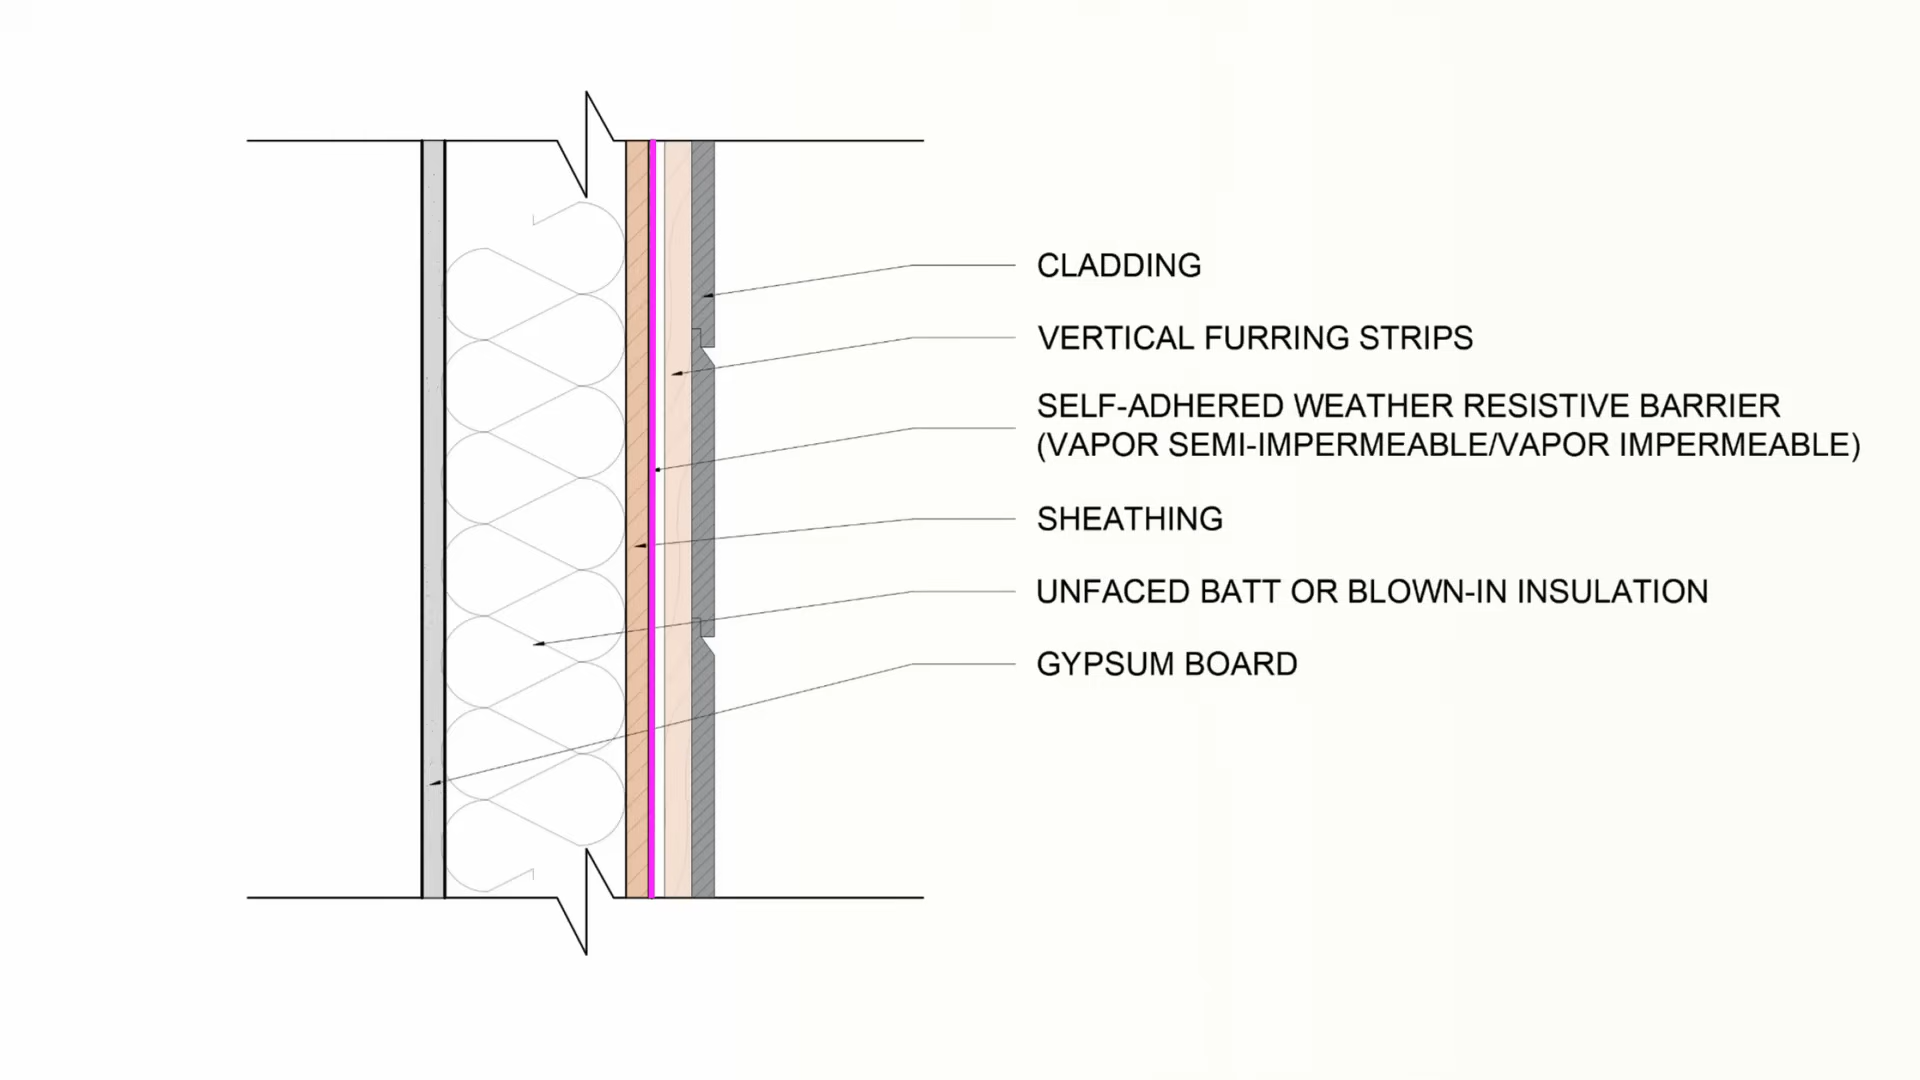 CLADDING
VERTICAL FURRING STRIPS
SELF-ADHERED WEATHER RESISTIVE BARRIER
(VAPOR SEMI-IMPERMEABLE/VAPOR IMPERMEABLE)
SHEATHING
UNFACED BATT OR BLOWN-IN INSULATION
GYPSUM BOARD